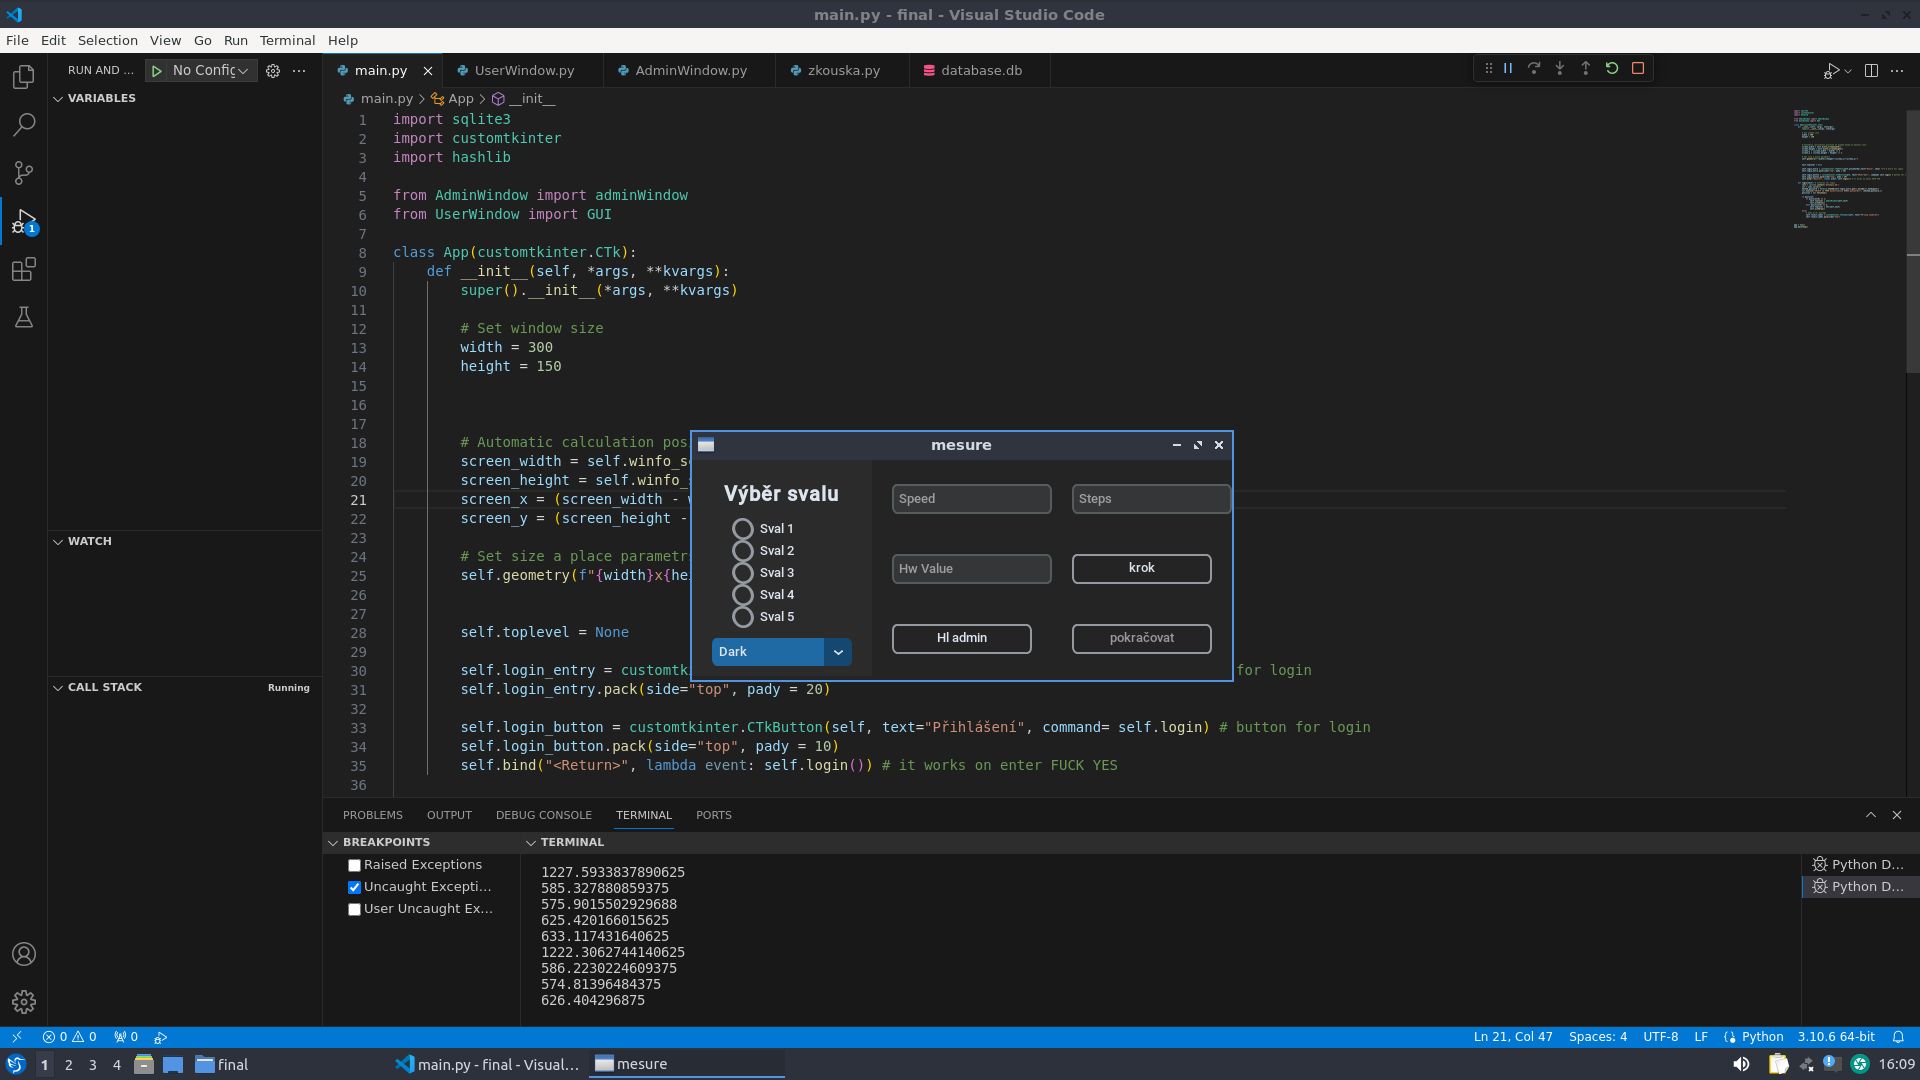 main.py - final - Visual Studio Code
File Edit Selection View Go Run Terminal Help
RUN AND ... No Config
main.py UserWindow.py AdminWindow.py zkouska.py database.db
VARIABLES
main.py > App > __init__
1 import sqlite3
2 import customtkinter
3 import hashlib
4
5 from AdminWindow import adminWindow
6 from UserWindow import GUI
7
8 class App(customtkinter.CTk):
9 def __init__(self, *args, **kvargs):
10 super().__init__(*args, **kvargs)
11
12 # Set window size
13 width = 300
14 height = 150
15
16
17
18 # Automatic calculation pos
19 screen_width = self.winfo_s
20 screen_height = self.winfo_
21 screen_x = (screen_width -
22 screen_y = (screen_height -
23
24 # Set size a place parametr
25 self.geometry(f"{width}x{hei
26
27
28 self.toplevel = None
29
30 self.login_entry = customtk for login
31 self.login_entry.pack(side="top", pady = 20)
32
33 self.login_button = customtkinter.CTkButton(self, text="Přihlášení", command= self.login) # button for login
34 self.login_button.pack(side="top", pady = 10)
35 self.bind("<Return>", lambda event: self.login()) # it works on enter FUCK YES
36
mesure
Výběr svalu
Sval 1
Sval 2
Sval 3
Sval 4
Sval 5
Dark
Speed Steps
Hw Value krok
Hl admin pokračovat
WATCH
CALL STACK Running
1
PROBLEMS OUTPUT DEBUG CONSOLE TERMINAL PORTS
BREAKPOINTS
Raised Exceptions
Uncaught Excepti...
User Uncaught Ex...
TERMINAL
1227.5933837890625
585.327880859375
575.9015502929688
625.420166015625
633.117431640625
1222.3062744140625
586.2230224609375
574.81396484375
626.404296875
Python D...
Python D...
0 0 0
Ln 21, Col 47 Spaces: 4 UTF-8 LF Python 3.10.6 64-bit
1 2 3 4 final main.py - final - Visual... mesure 16:09